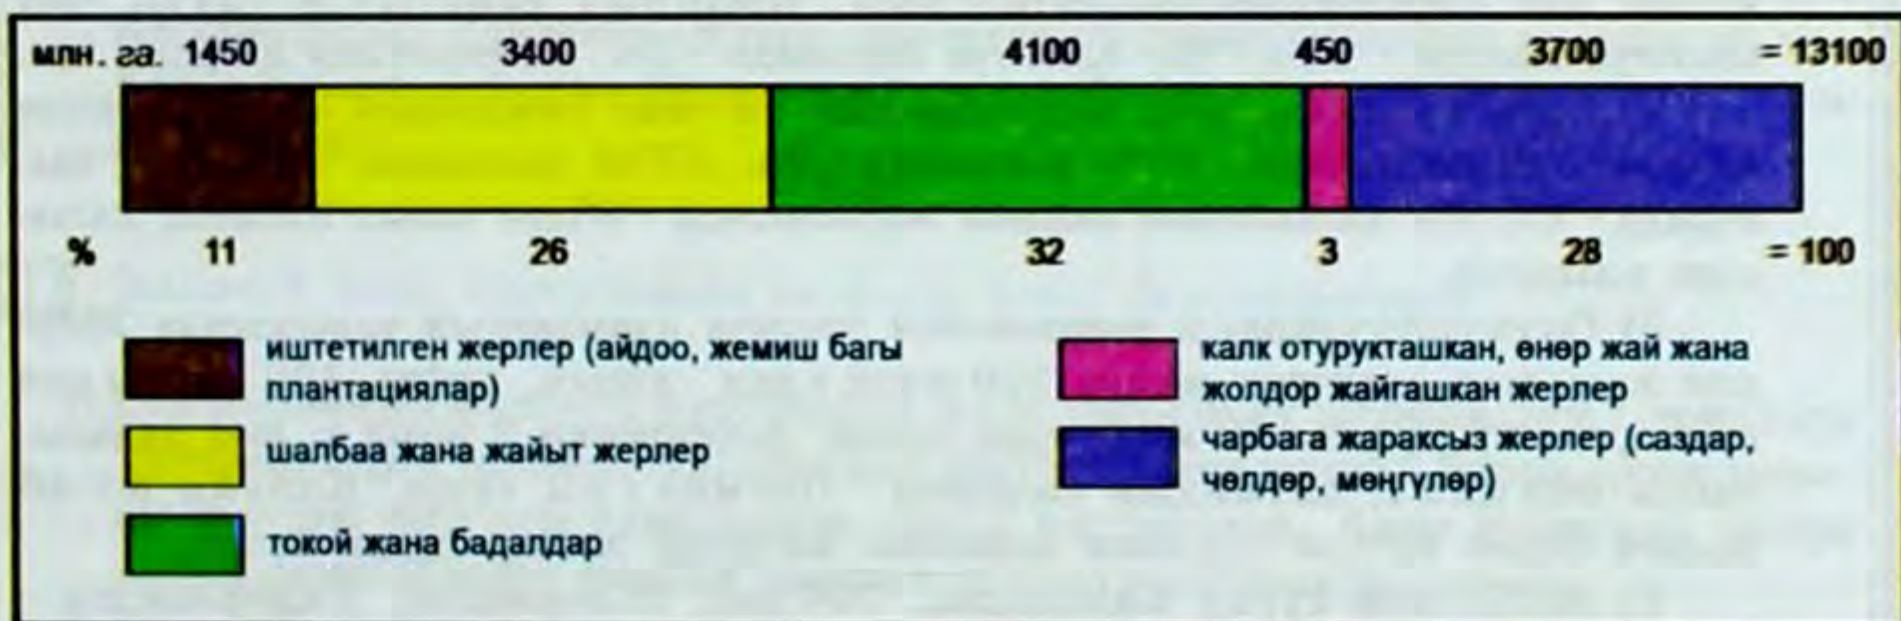 млн. га. 1450 3400 4100 450 3700 = 13100
% 11 26 32 3 28 = 100
иштетилген жерлер (айдоо, жемиш багы
плантациялар)
шалбаа жана жайыт жерлер
токой жана бадалдар
калк отурукташкан, өнөр жай жана
жолдор жайгашкан жерлер
чарбага жараксыз жерлер (саздар,
чөлдөр, мөңгүлөр)